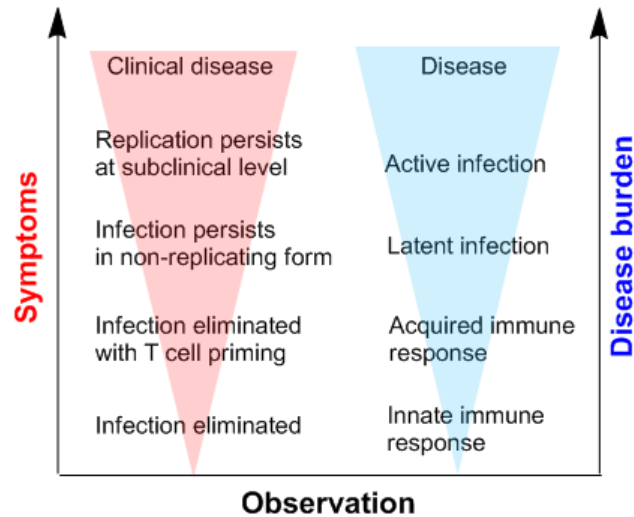 Clinical disease
Replication persists
at subclinical level
Infection persists
in non-replicating form
Infection eliminated
with T cell priming
Infection eliminated
Disease
Active infection
Latent infection
Acquired immune
response
Innate immune
response
Symptoms
Disease burden
Observation